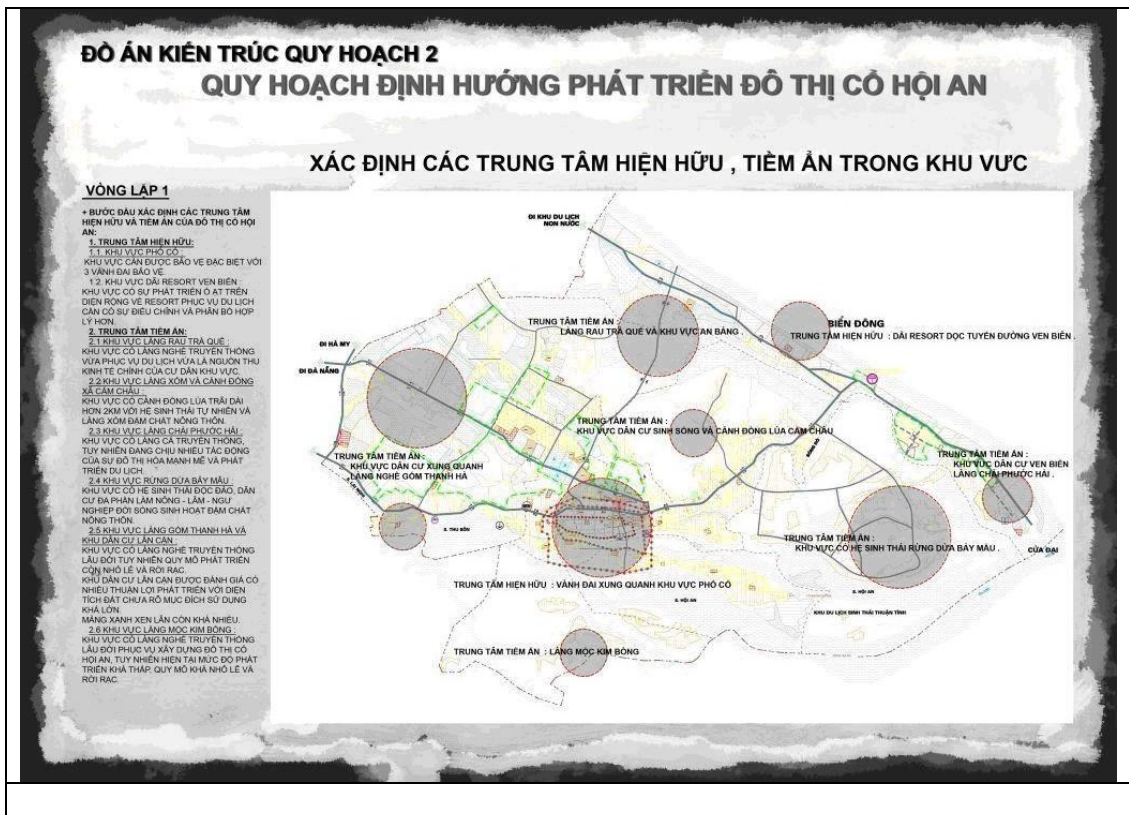 ĐỒ ÁN KIẾN TRÚC QUY HOẠCH 2
QUY HOẠCH ĐỊNH HƯỚNG PHÁT TRIỂN ĐÔ THỊ CỔ HỘI AN
XÁC ĐỊNH CÁC TRUNG TÂM HIỆN HỮU , TIỀM ẨN TRONG KHU VƯC
VÒNG LẶP 1
+ BƯỚC ĐẦU XÁC ĐỊNH CÁC TRUNG TÂM
HIỆN HỮU VÀ TIỀM ẨN CỦA ĐÔ THỊ CỔ HỘI
AN:
1. TRUNG TÂM HIỆN HỮU:
1.1. KHU VỰC PHỐ CỔ :
KHU VỰC CẦN ĐƯỢC BẢO VỆ ĐẶC BIỆT VỚI
3 VÀNH ĐAI BẢO VỆ.
1.2. KHU VỰC DẢI RESORT VEN BIỂN :
KHU VỰC CÓ SỰ PHÁT TRIỂN Ồ ẠT TRÊN
DIỆN RỘNG VỀ RESORT PHỤC VỤ DU LỊCH
CẦN CÓ SỰ ĐIỀU CHỈNH VÀ PHÂN BỐ HỢP
LÝ HƠN.
2. TRUNG TÂM TIỀM ẨN:
2.1 KHU VỰC LÀNG RAU TRÀ QUẾ :
KHU VỰC CÓ LÀNG NGHỀ TRUYỀN THỐNG
VỪA PHỤC VỤ DU LỊCH VỪA LÀ NGUỒN THU
KINH TẾ CHÍNH CỦA CƯ DÂN KHU VỰC.
2.2 KHU VỰC LÀNG XÓM VÀ CÁNH ĐỒNG
XÃ CẨM CHÂU :
KHU VỰC CÓ CÁNH ĐỒNG LÚA TRẢI DÀI
HƠN 2KM VỚI HỆ SINH THÁI TỰ NHIÊN VÀ
LÀNG XÓM ĐẬM CHẤT NÔNG THÔN.
2.3 KHU VỰC LÀNG CHÀI PHƯỚC HẢI :
KHU VỰC CÓ LÀNG CÁ TRUYỀN THỐNG,
TUY NHIÊN ĐANG CHỊU NHIỀU TÁC ĐỘNG
CỦA SỰ ĐÔ THỊ HÓA MẠNH MẼ VÀ PHÁT
TRIỂN DU LỊCH.
2.4 KHU VỰC RỪNG DỪA BẢY MẪU :
KHU VỰC CÓ HỆ SINH THÁI ĐỘC ĐÁO, DÂN
CƯ ĐA PHẦN LÀM NÔNG - LÂM - NGƯ
NGHIỆP ĐỜI SỐNG SINH HOẠT ĐẬM CHẤT
NÔNG THÔN.
2.5 KHU VỰC LÀNG GỐM THANH HÀ VÀ
KHU DÂN CƯ LÂN CẬN :
KHU VỰC CÓ LÀNG NGHỀ TRUYỀN THỐNG
LÂU ĐỜI TUY NHIÊN QUY MÔ PHÁT TRIỂN
CÒN NHỎ LẺ VÀ RỜI RẠC.
KHU DÂN CƯ LÂN CẬN ĐƯỢC ĐÁNH GIÁ CÓ
NHIỀU THUẬN LỢI PHÁT TRIỂN VỚI DIỆN
TÍCH ĐẤT CHƯA RÕ MỤC ĐÍCH SỬ DỤNG
KHÁ LỚN.
MẢNG XANH XEN LẪN CÒN KHÁ NHIỀU.
2.6 KHU VỰC LÀNG MỘC KIM BỒNG :
KHU VỰC CÓ LÀNG NGHỀ TRUYỀN THỐNG
LÂU ĐỜI PHỤC VỤ XÂY DỰNG ĐÔ THỊ CỔ
HỘI AN, TUY NHIÊN HIỆN TẠI MỨC ĐỘ PHÁT
TRIỂN KHÁ THẤP. QUY MÔ KHÁ NHỎ LẺ VÀ
RỜI RẠC.
ĐI KHU DU LỊCH
NON NƯỚC
TRUNG TÂM TIỀM ẨN :
LÀNG RAU TRÀ QUẾ VÀ KHU VỰC AN BÀNG .
BIỂN ĐÔNG
TRUNG TÂM HIỆN HỮU : DẢI RESORT DỌC TUYẾN ĐƯỜNG VEN BIỂN .
ĐI HÀ MY
ĐI ĐÀ NẴNG
TRUNG TÂM TIỀM ẨN :
KHU VỰC DÂN CƯ SINH SỐNG VÀ CÁNH ĐỒNG LÚA CẨM CHÂU
TRUNG TÂM TIỀM ẨN :
KHU VỰC DÂN CƯ XUNG QUANH
LÀNG NGHỀ GỐM THANH HÀ
TRUNG TÂM TIỀM ẨN :
KHU VỰC DÂN CƯ VEN BIỂN
LÀNG CHÀI PHƯỚC HẢI .
S. THU BỒN
TRUNG TÂM TIỀM ẨN :
KHU VỰC CÓ HỆ SINH THÁI RỪNG DỪA BẢY MẪU .
CỬA ĐẠI
TRUNG TÂM HIỆN HỮU : VÀNH ĐAI XUNG QUANH KHU VỰC PHỐ CỔ
S. HỘI AN
S. HỘI AN
KHU DU LỊCH SINH THÁI THUẬN TÌNH
TRUNG TÂM TIỀM ẨN : LÀNG MỘC KIM BỒNG